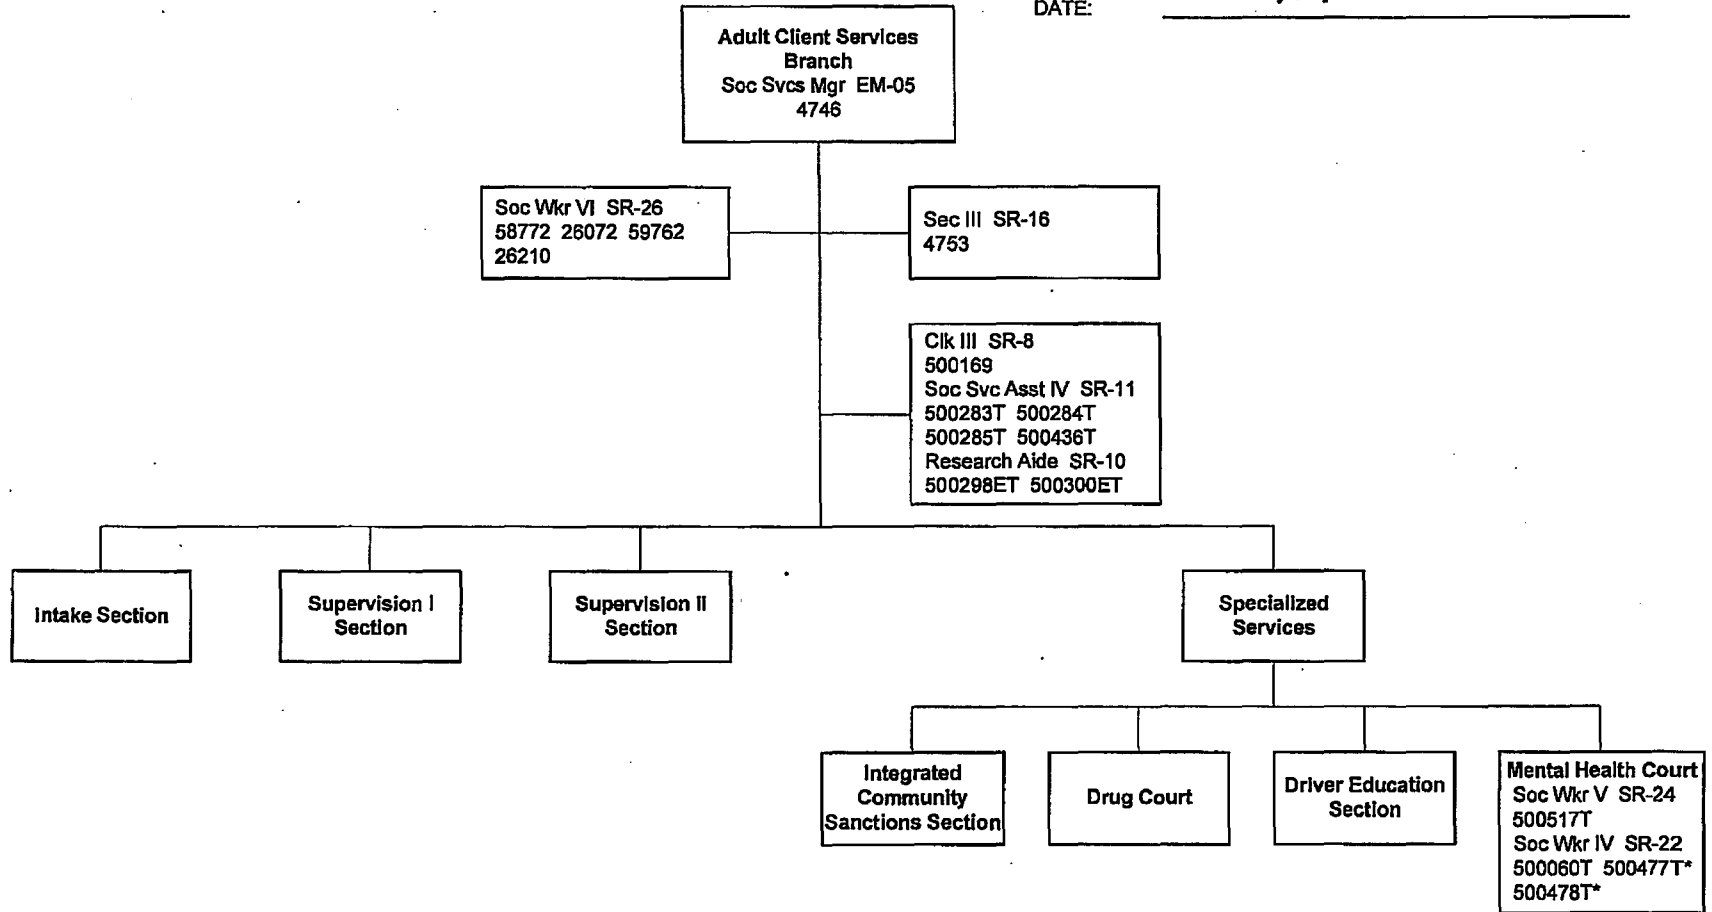 DATE:
Adult Client Services
Branch
Soc Svcs Mgr EM-05
4746
Soc Wkr VI SR-26
58772 26072 59762
26210
Sec III SR-16
4753
Clk III SR-8
500169
Soc Svc Asst IV SR-11
500283T 500284T
500285T 500436T
Research Aide SR-10
500298ET 500300ET
Intake Section
Supervision I
Section
Supervision II
Section
Specialized
Services
Integrated
Community
Sanctions Section
Drug Court
Driver Education
Section
Mental Health Court
Soc Wkr V SR-24
500517T
Soc Wkr IV SR-22
500060T 500477T*
500478T*